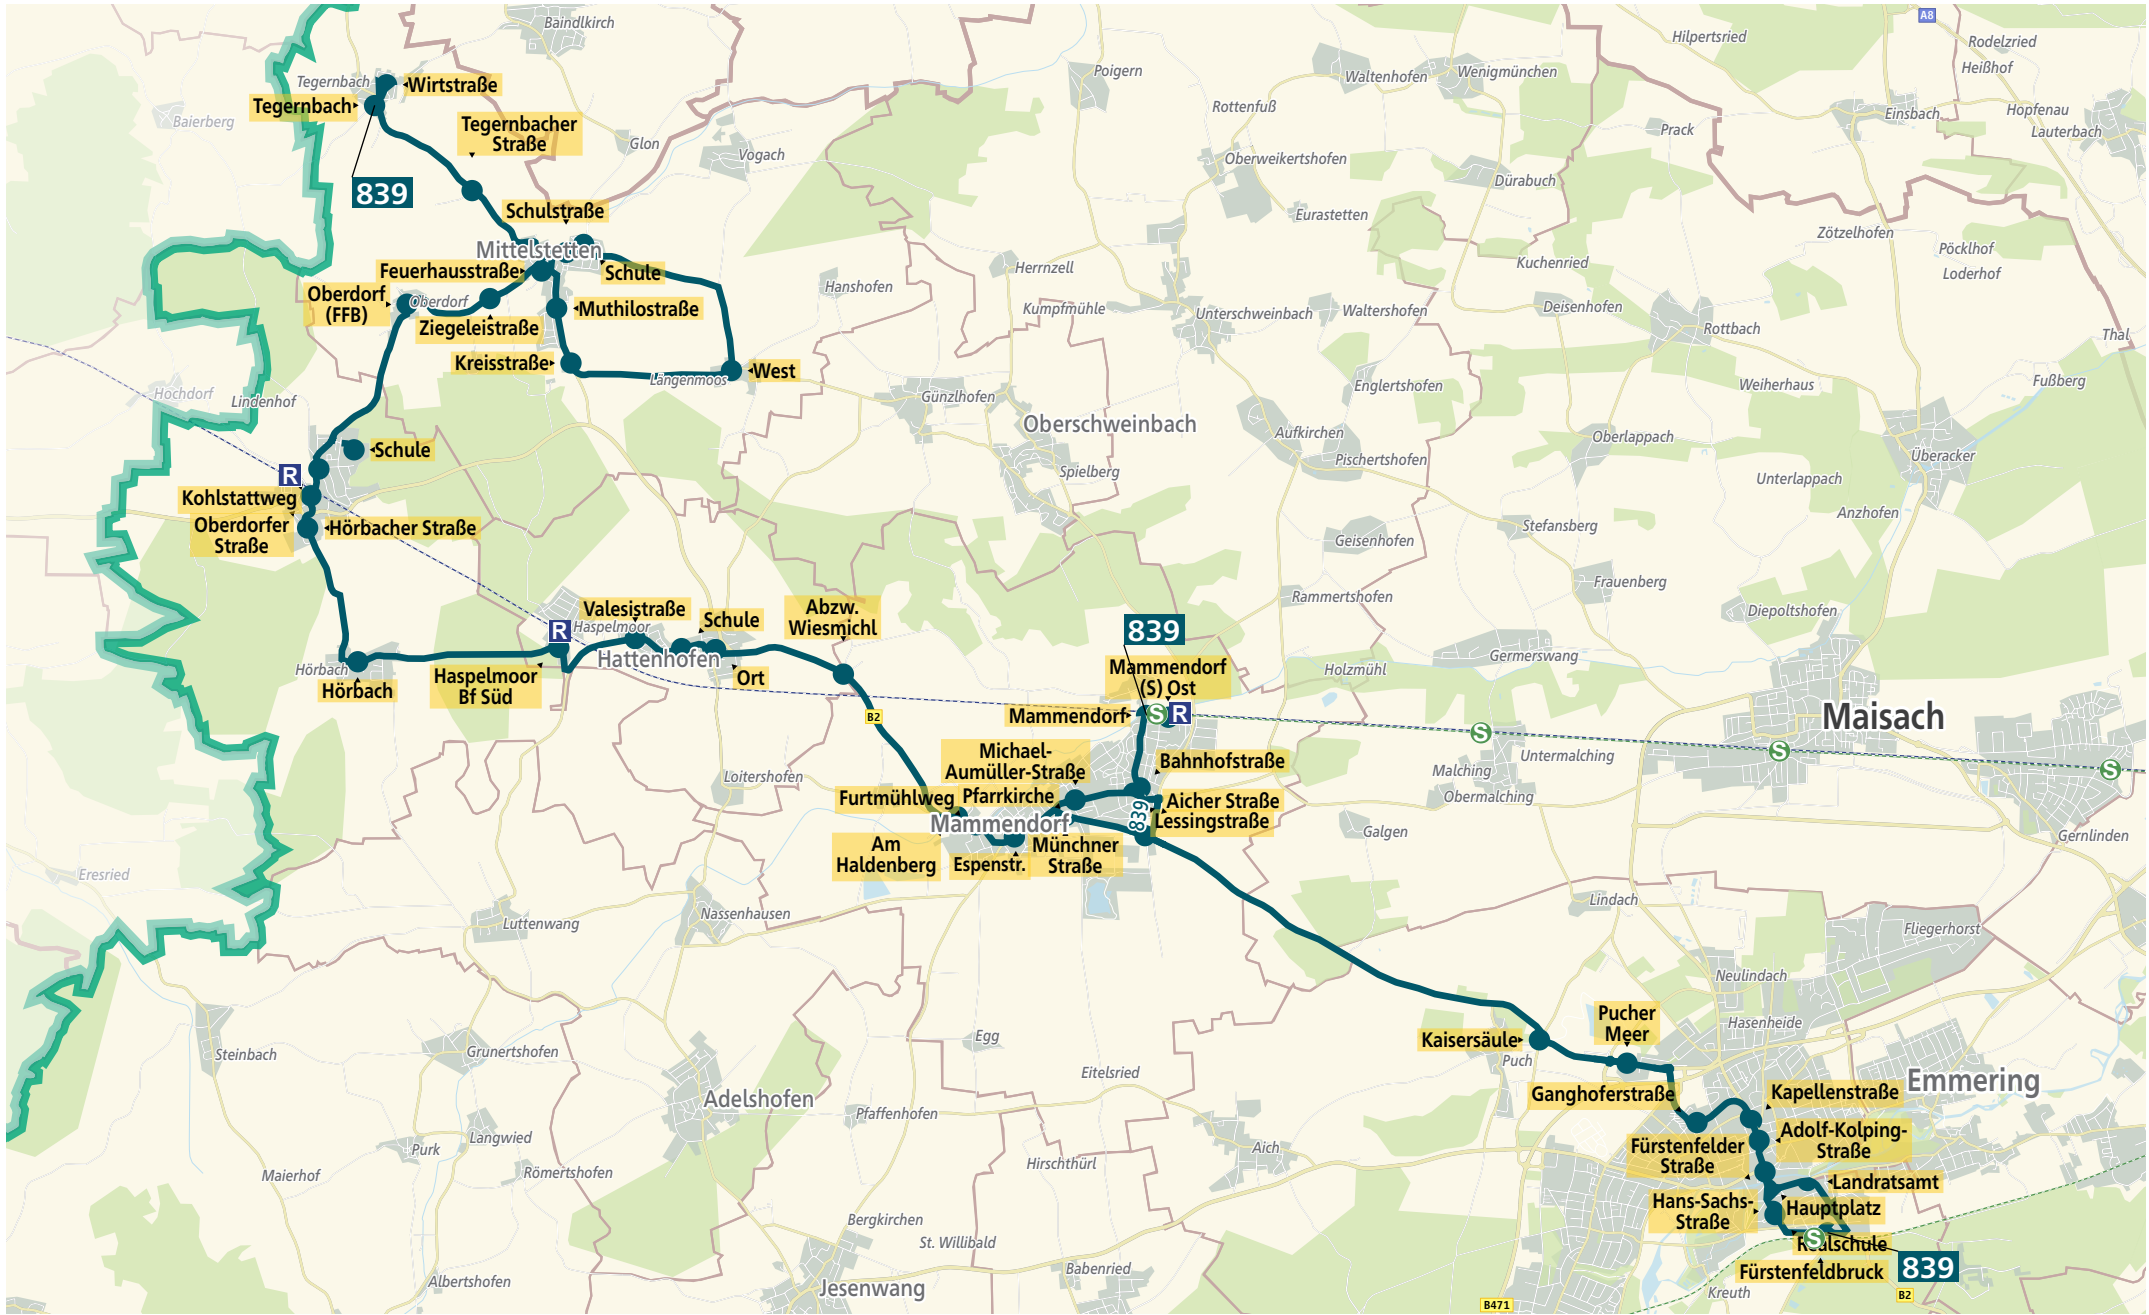 Baindlkirch
A8
Hilpertsried
Rodelzried
Heißhof
Tegernbach
Wirtstraße
Tegernbach
Poigern
Waltenhofen
Wenigmünchen
Rottenfuß
Hopfenau
Einsbach
Lauterbach
Baierberg
Tegernbacher
Straße
Glon
Vogach
Prack
Oberweikertshofen
Dürabuch
839
Schulstraße
Eurastetten
Zötzelhofen
Pöcklhof
Loderhof
Mittelstetten
Feuerhausstraße
Schule
Herrnzell
Kuchenried
Oberdorf
(FFB)
Oberdorf
Hanshofen
Kumpfmühle
Unterschweinbach
Waltershofen
Deisenhofen
Muthilostraße
Ziegeleistraße
Rottbach
Thal
Kreisstraße
Längenmoos
West
Englertshofen
Weiherhaus
Fußberg
Hochdorf
Lindenhof
Günzlhofen
Oberschweinbach
Aufkirchen
Oberlappach
Überacker
Schule
R
Spielberg
Pischertshofen
Unterlappach
Kohlstattweg
Oberdorfer
Straße
Hörbacher Straße
Anzhofen
Stefansberg
Geisenhofen
Frauenberg
Rammertshofen
Diepoltshofen
Valesistraße
Schule
Abzw.
Wiesmichl
R
Haspelmoor
Hattenhofen
839
Hörbach
Hörbach
Haspelmoor
Bf Süd
Ort
Mammendorf
(S) Ost
Holzmühl
Germerswang
B2
Mammendorf
S
R
Maisach
S
S
S
Michael-
Aumüller-Straße
Bahnhofstraße
Untermalching
Malching
Obermalching
Loitershofen
Furtmühlweg
Pfarrkirche
Aicher Straße
Lessingstraße
839
Mammendorf
Galgen
Gernlinden
Am
Haldenberg
Espenstr.
Münchner
Straße
Eresried
Lindach
Luttenwang
Nassenhausen
Fliegerhorst
Neulindach
Steinbach
Grunertshofen
Egg
Pucher
Meer
Hasenheide
Kaisersäule
Puch
Adelshofen
Eitelsried
Emmering
Ganghoferstraße
Kapellenstraße
Pfaffenhofen
Langwied
Purk
Aich
Adolf-Kolping-
Straße
Fürstenfelder
Straße
Maierhof
Römertshofen
Hirschthürl
Landratsamt
Hans-Sachs-
Straße
Hauptplatz
Bergkirchen
St. Willibald
S
Realschule
Babenried
Albertshofen
Jesenwang
Fürstenfeldbruck
839
Kreuth
B2
B471